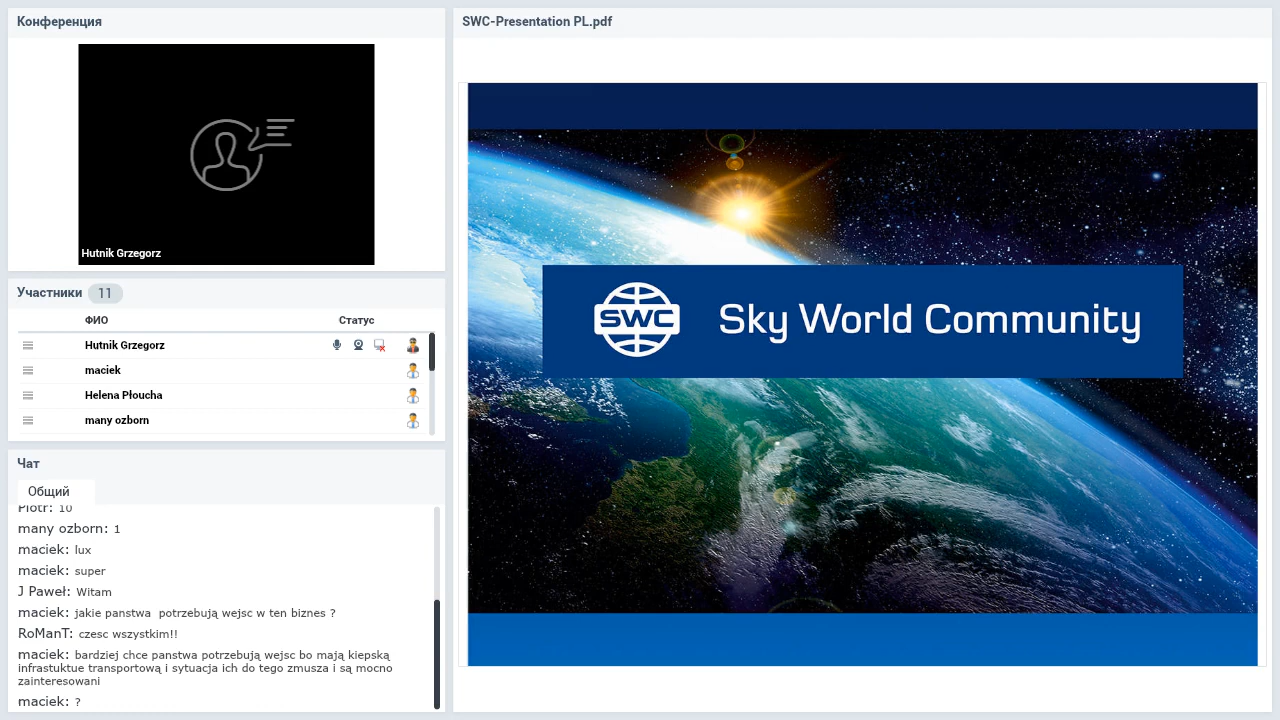 Конференция
Hutnik Grzegorz
Участники 11
ФИО Статус
Hutnik Grzegorz
maciek
Helena Płoucha
many ozborn
Чат
Общий
Piotr: 10
many ozborn: 1
maciek: lux
maciek: super
J Paweł: Witam
maciek: jakie panstwa potrzebują wejsc w ten biznes ?
RoManT: czesc wszystkim!!
maciek: bardziej chce panstwa potrzebują wejsc bo mają kiepską
infrastuktue transportową i sytuacja ich do tego zmusza i są mocno
zainteresowani
maciek: ?
SWC-Presentation PL.pdf
SWC Sky World Community